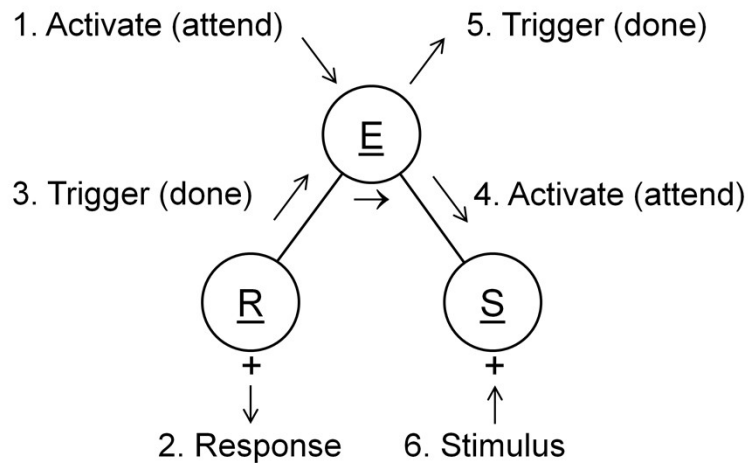 1. Activate (attend)
5. Trigger (done)
E
3. Trigger (done)
→
4. Activate (attend)
R
S
+
+
2. Response
6. Stimulus